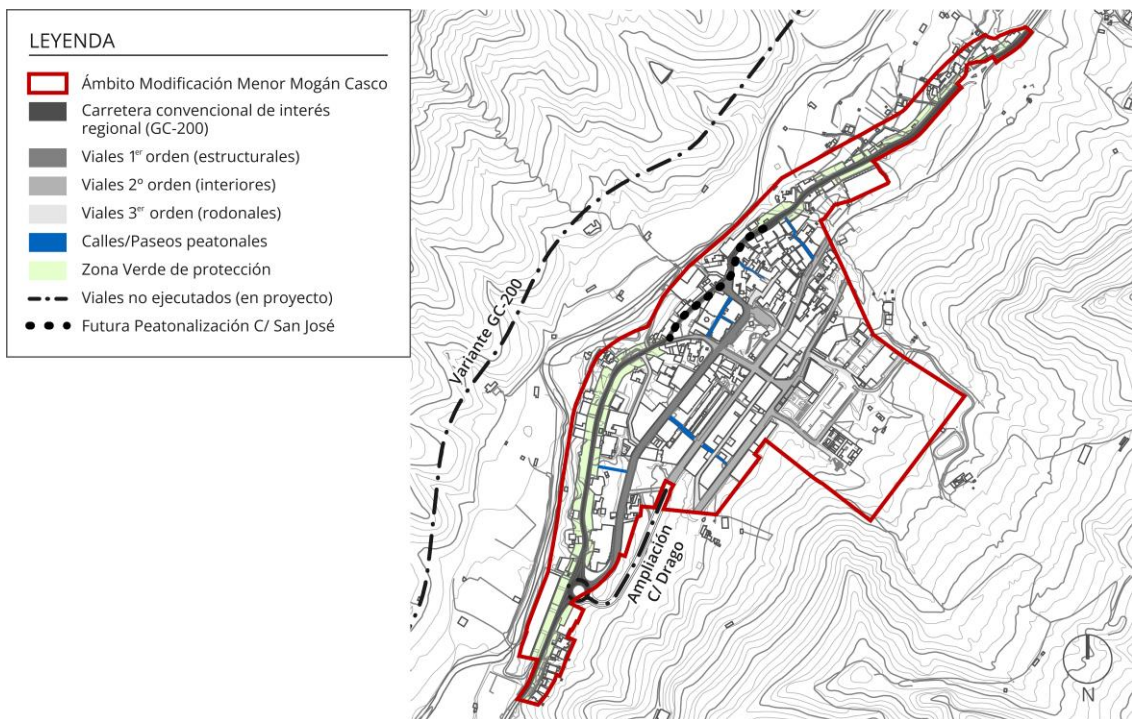 LEYENDA
Ámbito Modificación Menor Mogán Casco
Carretera convencional de interés
regional (GC-200)
Viales 1er orden (estructurales)
Viales 2º orden (interiores)
Viales 3er orden (rodonales)
Calles/Paseos peatonales
Zona Verde de protección
Viales no ejecutados (en proyecto)
Futura Peatonalización C/ San José
Variante GC-200
Ampliación
C/ Drago
N